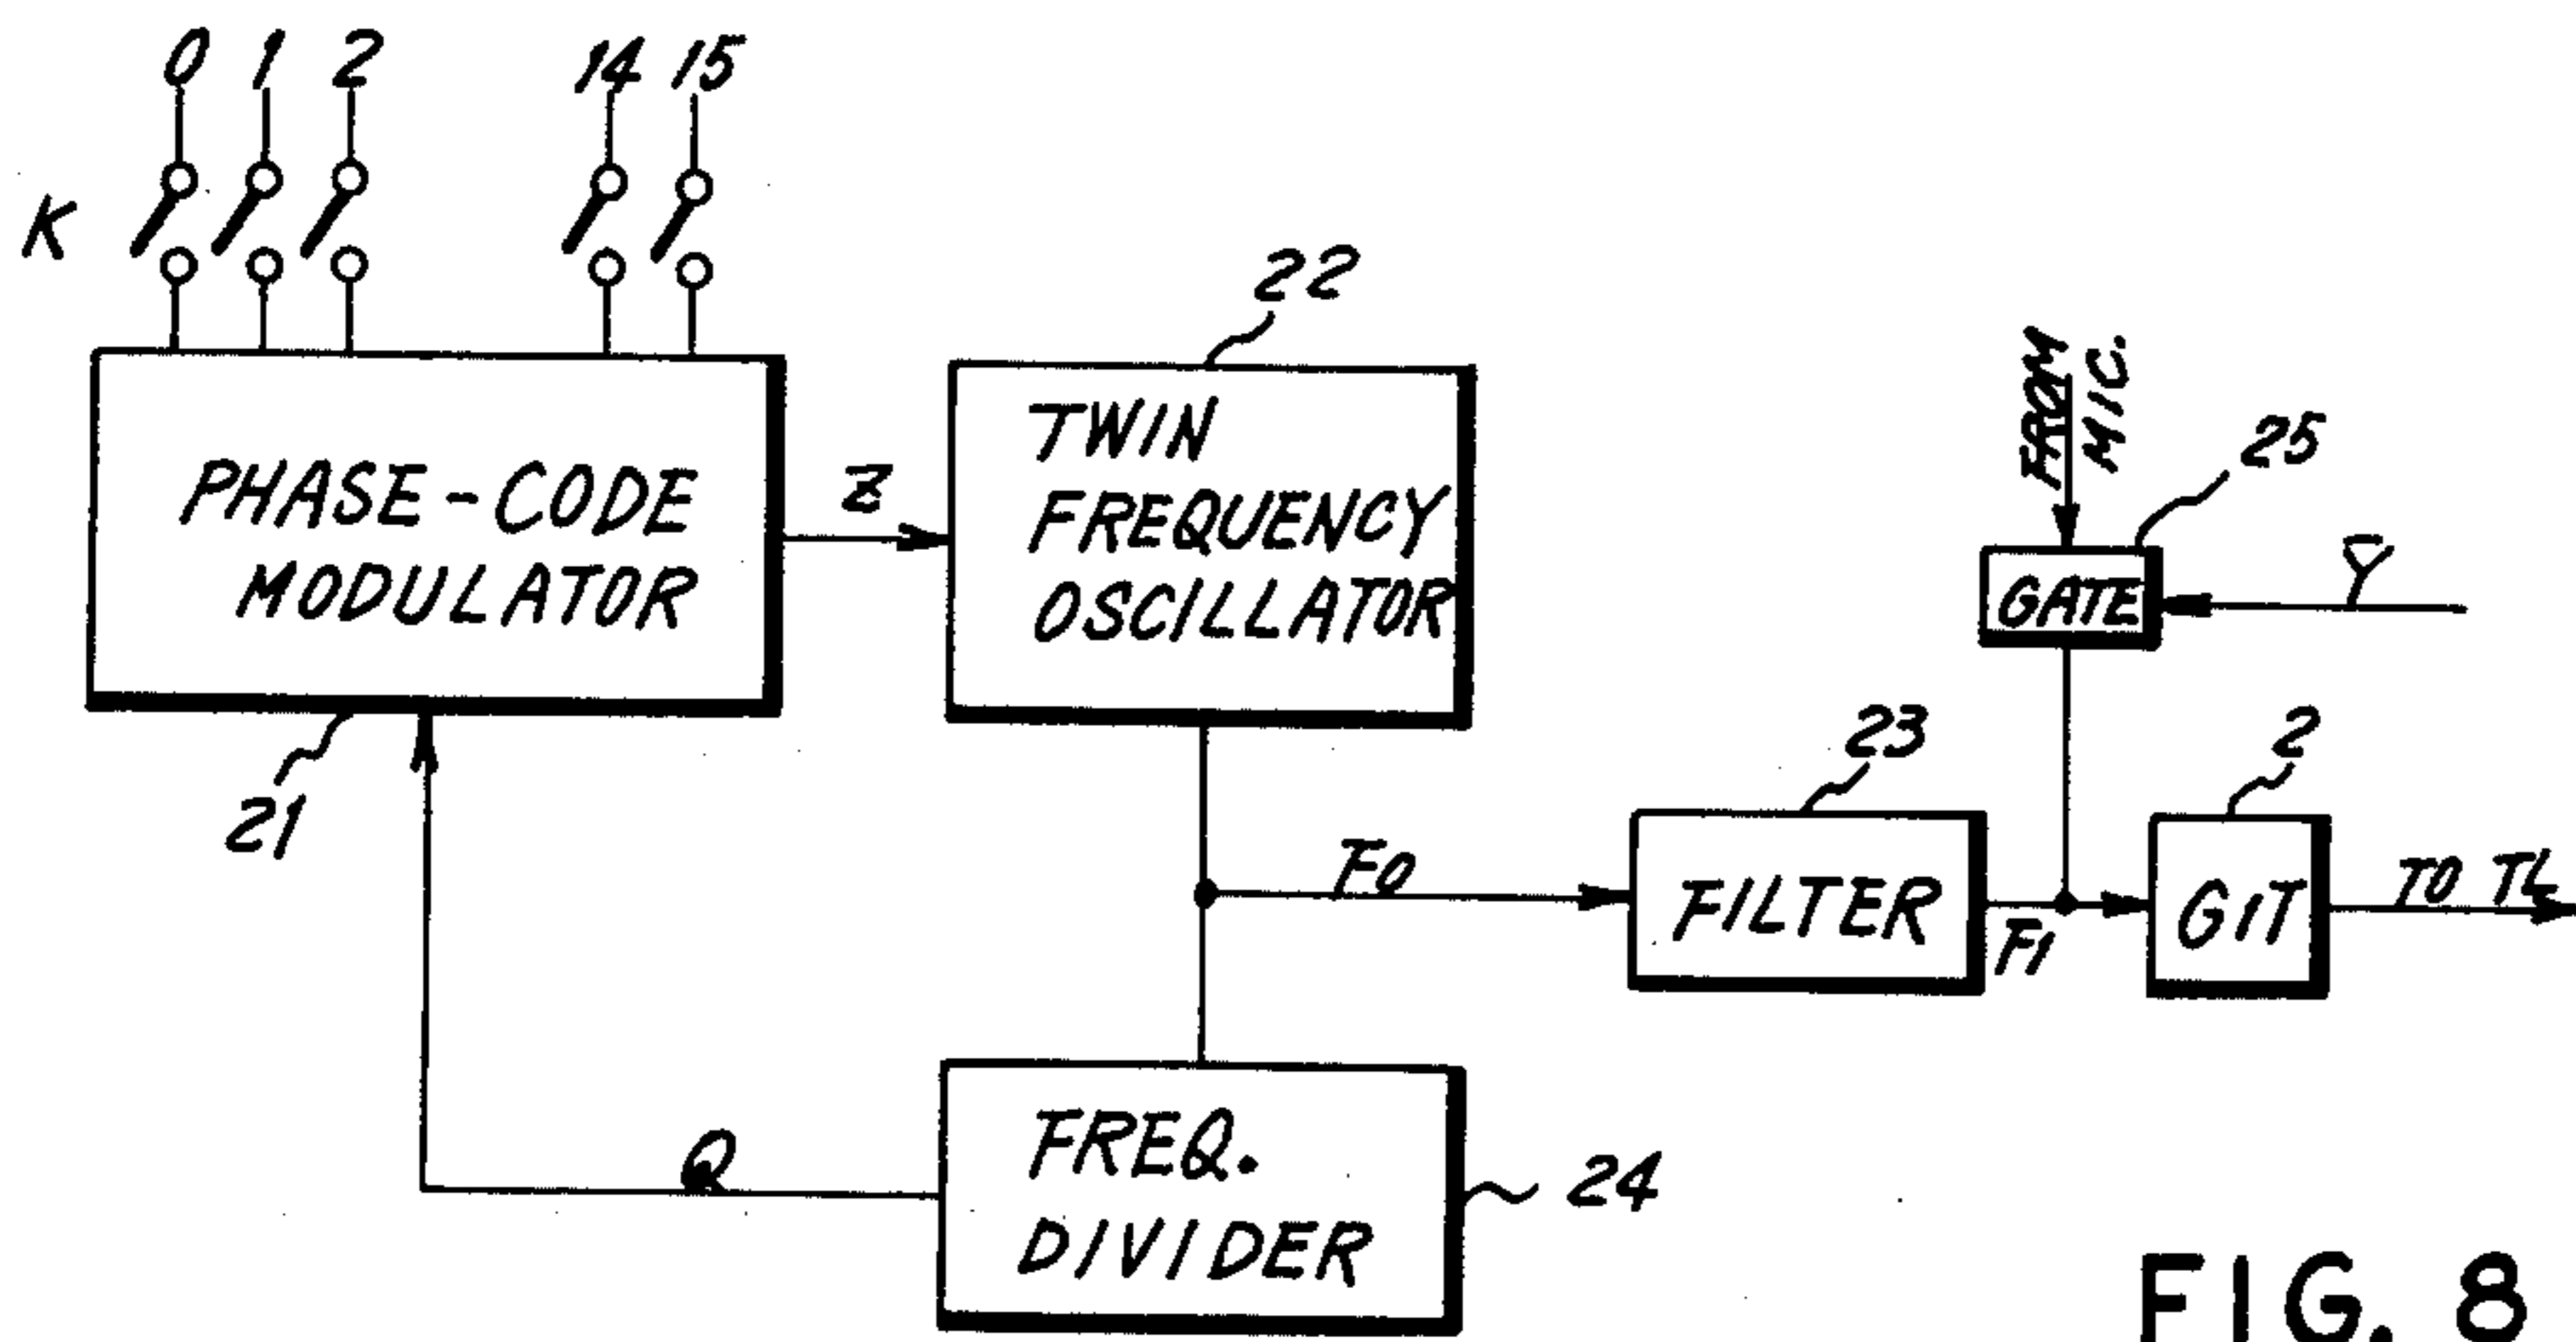 0 1 2 14 15
K
22
FROM
MIC.
25
PHASE-CODE
MODULATOR
Z
TWIN
FREQUENCY
OSCILLATOR
GATE
Y
21
23
2
F0
FILTER
F1
GIT
TO TL
Q
FREQ.
DIVIDER
24
FIG. 8